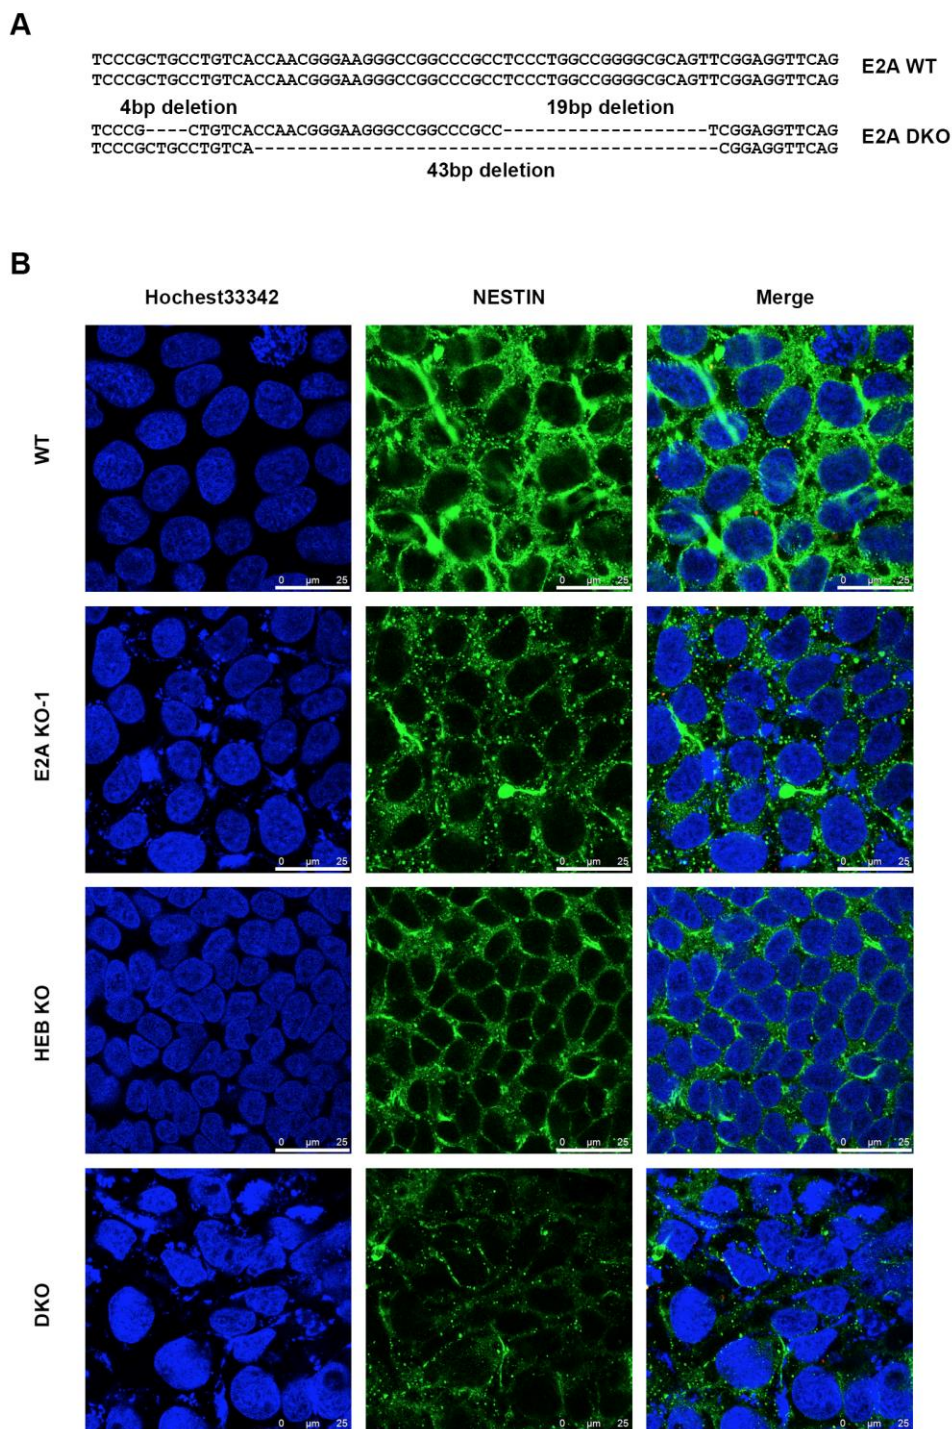 A
TCCCGCTGCCTGTCACCAACGGGAAGGGCCGGCCCGCCTCCCTGGCCGGGGCGCAGTTCGGAGGTTCAG
TCCCGCTGCCTGTCACCAACGGGAAGGGCCGGCCCGCCTCCCTGGCCGGGGCGCAGTTCGGAGGTTCAG
E2A WT
4bp deletion 19bp deletion
TCCCG----CTGTCACCAACGGGAAGGGCCGGCCCGCC-------------------TCGGAGGTTCAG
TCCCGCTGCCTGTCA-------------------------------------------CGGAGGTTCAG
E2A DKO
43bp deletion
B
Hochest33342 NESTIN Merge
WT
0 µm 25
0 µm 25
0 µm 25
E2A KO-1
0 µm 25
0 µm 25
0 µm 25
HEB KO
0 µm 25
0 µm 25
0 µm 25
DKO
0 µm 25
0 µm 25
0 µm 25